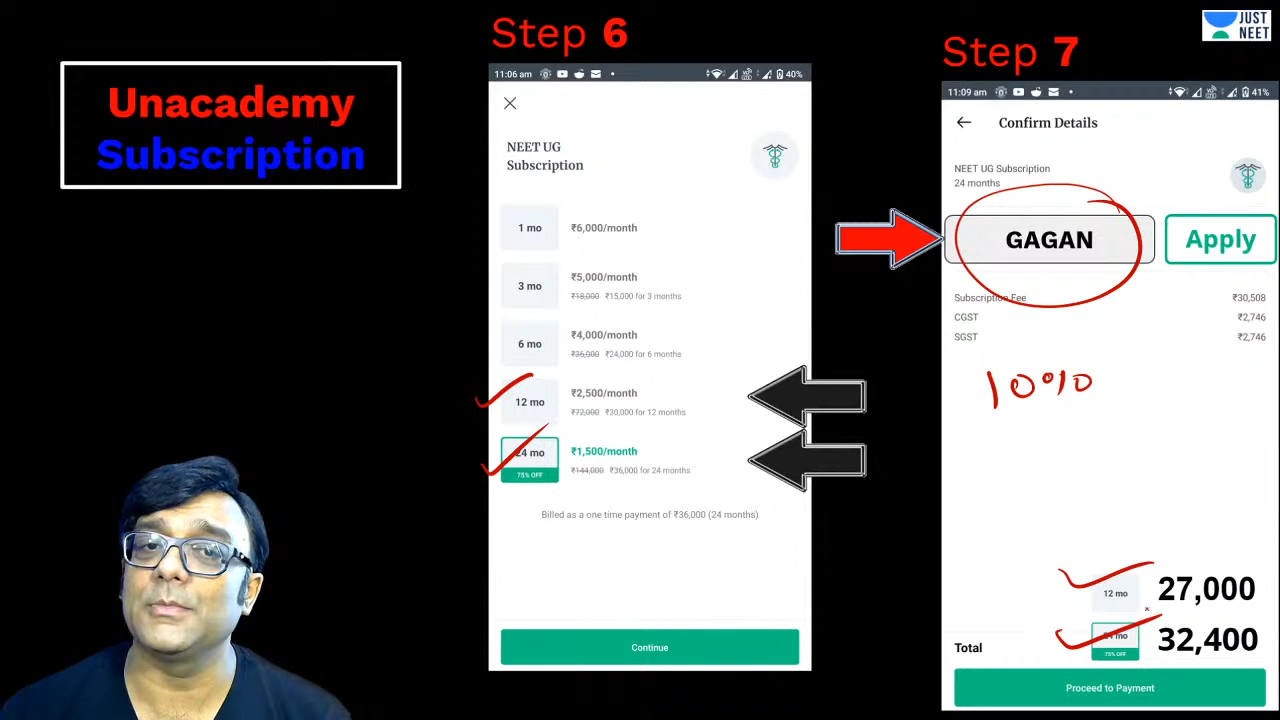 Unacademy
Subscription
Step 6
11:06 am
40%
NEET UG
Subscription
1 mo
₹6,000/month
3 mo
₹5,000/month
₹18,000 ₹15,000 for 3 months
6 mo
₹4,000/month
₹36,000 ₹24,000 for 6 months
12 mo
₹2,500/month
₹72,000 ₹30,000 for 12 months
24 mo
75% OFF
₹1,500/month
₹144,000 ₹36,000 for 24 months
Billed as a one time payment of ₹36,000 (24 months)
Continue
JUST
NEET
Step 7
11:09 am
41%
Confirm Details
NEET UG Subscription
24 months
GAGAN
Apply
Subscription Fee ₹30,508
CGST ₹2,746
SGST ₹2,746
10%
12 mo 27,000
Total
24 mo 32,400
75% OFF
Proceed to Payment